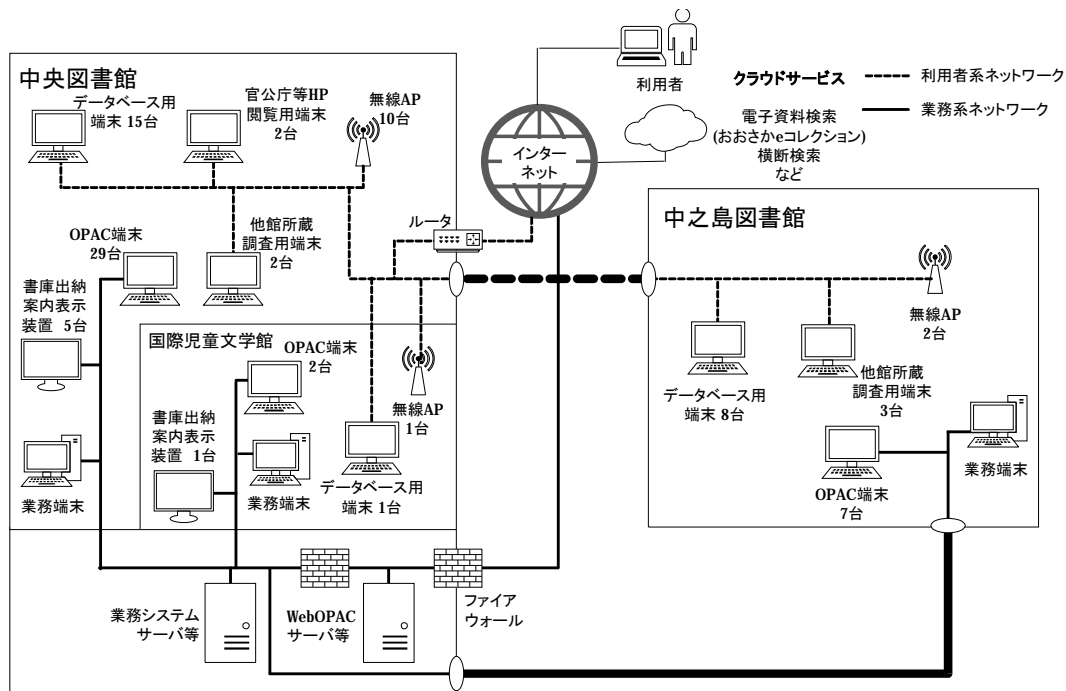 中央図書館
データベース用
端末 15台
官公庁等HP
閲覧用端末
2台
無線AP
10台
OPAC端末
29台
他館所蔵
調査用端末
2台
書庫出納
案内表示
装置 5台
業務端末
国際児童文学館
OPAC端末
2台
書庫出納
案内表示
装置 1台
業務端末
無線AP
1台
データベース用
端末 1台
ルータ
インター
ネット
利用者
クラウドサービス
電子資料検索
(おおさかeコレクション)
横断検索
など
利用者系ネットワーク
業務系ネットワーク
中之島図書館
無線AP
2台
データベース用
端末 8台
他館所蔵
調査用端末
3台
OPAC端末
7台
業務端末
業務システム
サーバ等
WebOPAC
サーバ等
ファイア
ウォール